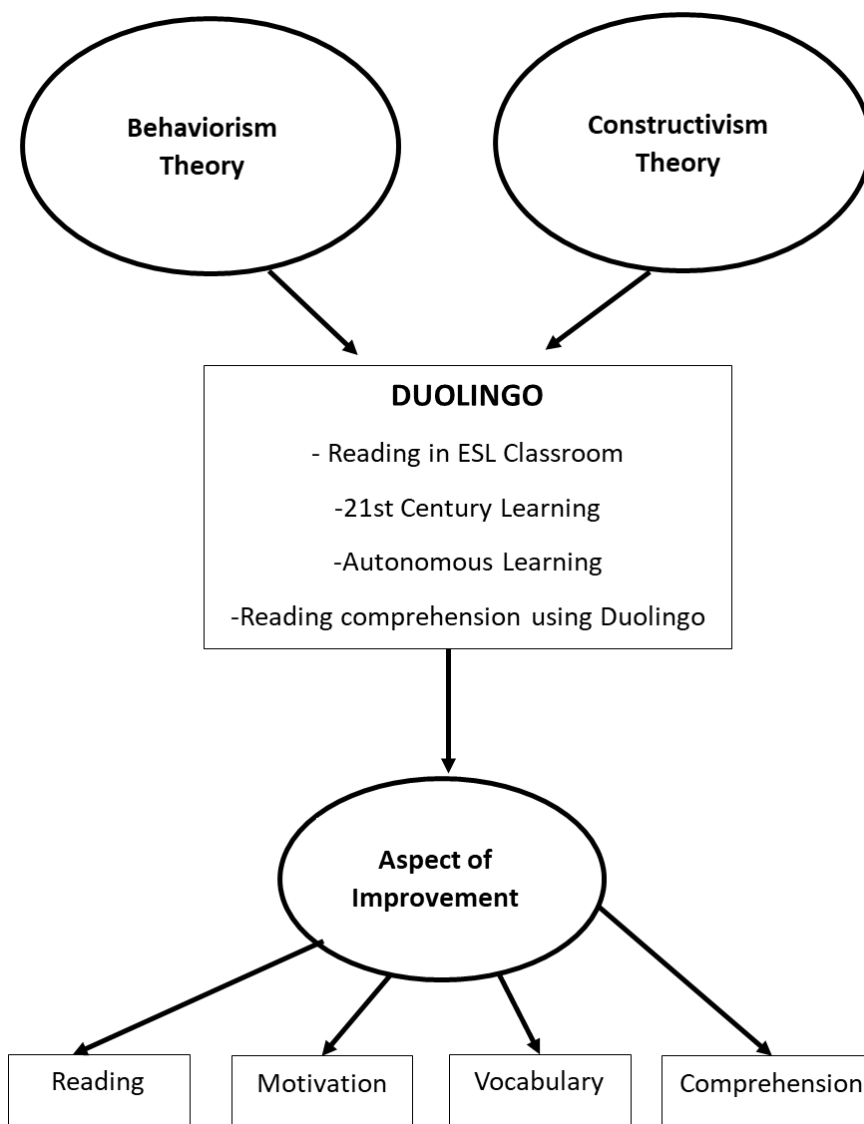 Behaviorism
Theory
Constructivism
Theory
DUOLINGO
- Reading in ESL Classroom
-21st Century Learning
-Autonomous Learning
-Reading comprehension using Duolingo
Aspect of
Improvement
Reading
Motivation
Vocabulary
Comprehension